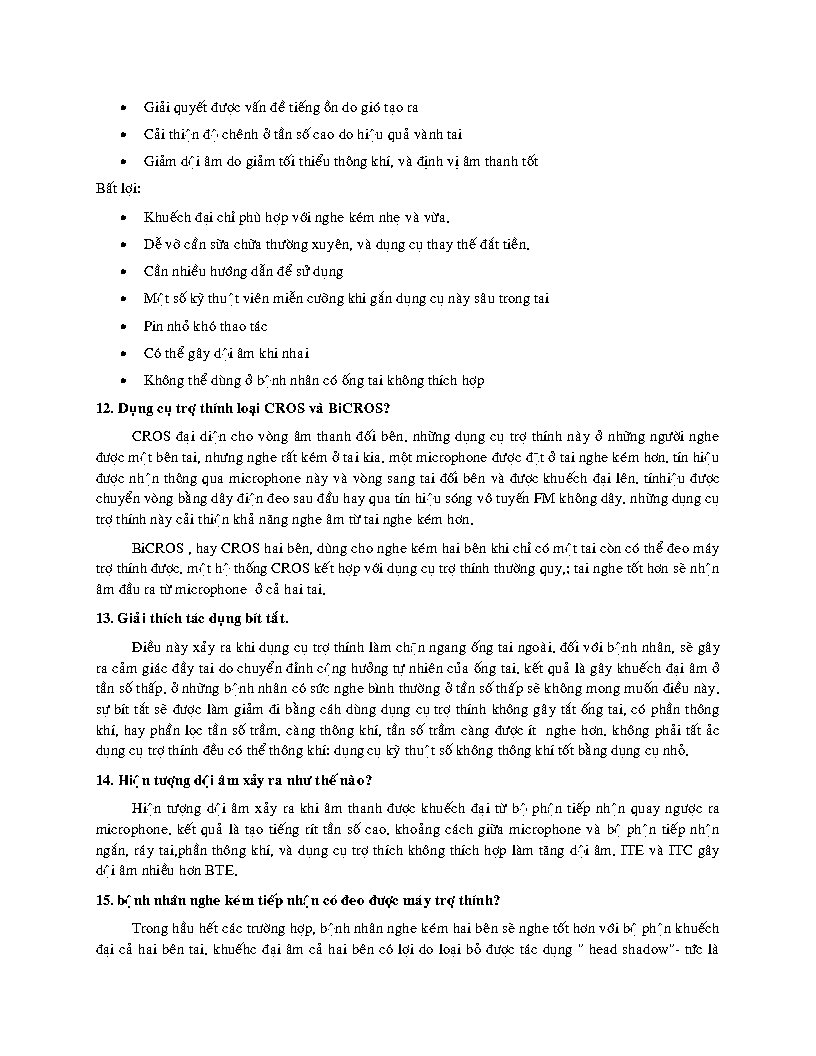 • Giải quyết được vấn đề tiếng ồn do gió tạo ra
• Cải thiện độ chênh ở tần số cao do hiệu quả vành tai
• Giảm dội âm do giảm tối thiểu thông khí, và định vị âm thanh tốt
Bất lợi:
• Khuếch đại chỉ phù hợp với nghe kém nhẹ và vừa.
• Dễ vỡ cần sữa chữa thường xuyên, và dụng cụ thay thế đắt tiền.
• Cần nhiều hướng dẫn để sử dụng
• Một số kỹ thuật viên miễn cưỡng khi gắn dụng cụ này sâu trong tai
• Pin nhỏ khó thao tác
• Có thể gây dội âm khi nhai
• Không thể dùng ở bệnh nhân có ống tai không thích hợp
12. Dụng cụ trợ thính loại CROS và BiCROS?
CROS đại diện cho vòng âm thanh đối bên. những dụng cụ trợ thính này ở những người nghe
được một bên tai, nhưng nghe rất kém ở tai kia. một microphone được đặt ở tai nghe kém hơn. tín hiệu
được nhận thông qua microphone này và vòng sang tai đối bên và được khuếch đại lên. tínhiệu được
chuyển vòng bằng dây điện đeo sau đầu hay qua tín hiệu sóng vô tuyến FM không dây. những dụng cụ
trợ thính này cải thiện khả năng nghe âm từ tai nghe kém hơn.
BiCROS , hay CROS hai bên, dùng cho nghe kém hai bên khi chỉ có một tai còn có thể đeo máy
trợ thính được. một hệ thống CROS kết hợp với dụng cụ trợ thính thường quy.; tai nghe tốt hơn sẽ nhận
âm đầu ra từ microphone ở cả hai tai.
13. Giải thích tác dụng bít tắt.
Điều này xảy ra khi dụng cụ trợ thính làm chặn ngang ống tai ngoài. đối với bệnh nhân, sẽ gây
ra cảm giác đầy tai do chuyển đỉnh cộng hưởng tự nhiên của ống tai. kết quả là gây khuếch đại âm ở
tần số thấp. ở những bệnh nhân có sức nghe bình thường ở tần số thấp sẽ không mong muốn điều này.
sự bít tắt sẽ được làm giảm đi bằng cáh dùng dụng cụ trợ thính không gây tắt ống tai, có phần thông
khí, hay phần lọc tần số trầm. càng thông khí, tần số trầm càng được ít nghe hơn. không phải tất ảc
dụng cụ trợ thính đều có thể thông khí: dụng cụ kỹ thuật số không thông khí tốt bằng dụng cụ nhỏ.
14. Hiện tượng dội âm xảy ra như thế nào?
Hiện tượng dội âm xảy ra khi âm thanh được khuếch đại từ bộ phận tiếp nhận quay ngược ra
microphone. kết quả là tạo tiếng rít tần số cao. khoảng cách giữa microphone và bộ phận tiếp nhận
ngắn, ráy tai,phần thông khí, và dụng cụ trợ thích không thích hợp làm tăng dội âm. ITE và ITC gây
dội âm nhiều hơn BTE.
15. bệnh nhân nghe kém tiếp nhận có đeo được máy trợ thính?
Trong hầu hết các trường hợp, bệnh nhân nghe kém hai bên sẽ nghe tốt hơn với bộ phận khuếch
đại cả hai bên tai. khuếhc đại âm cả hai bên có lợi do loại bỏ được tác dụng " head shadow"- tức là